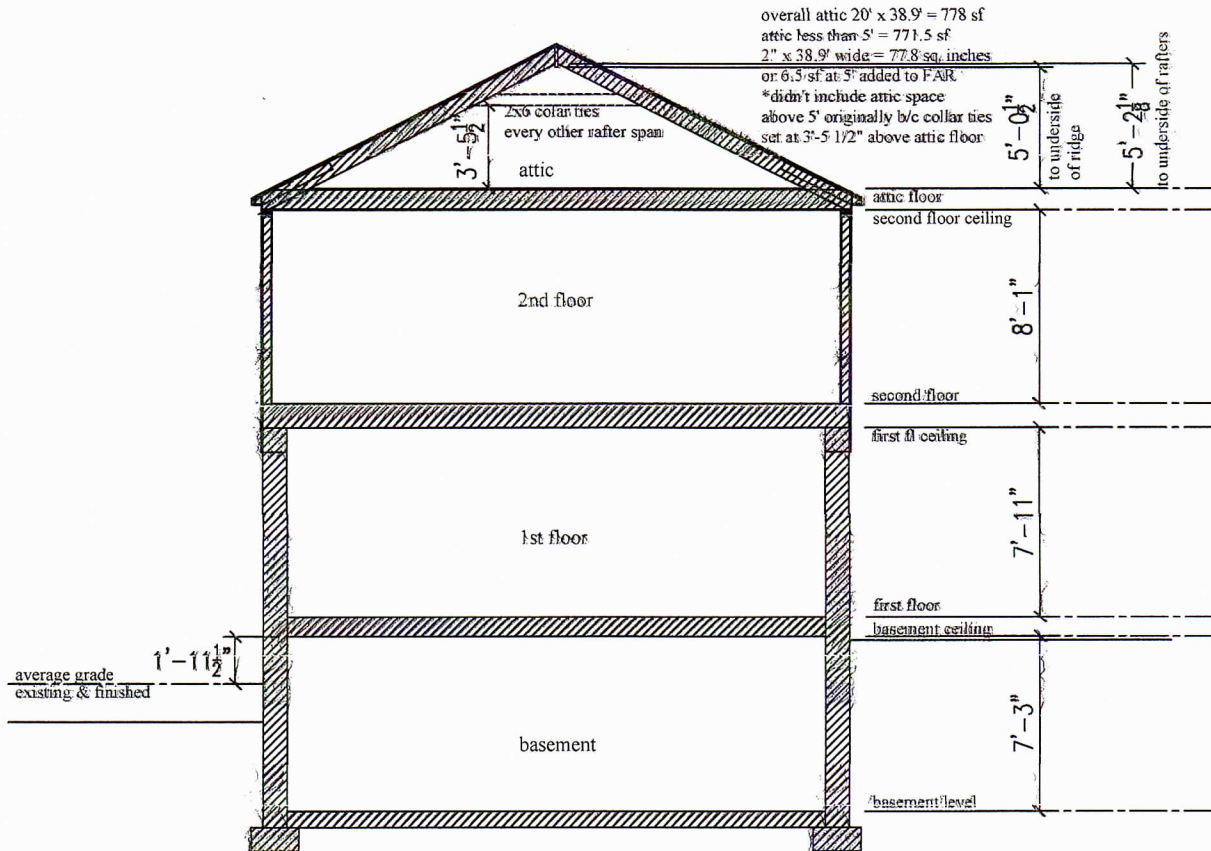 overall attic 20' x 38.9' = 778 sf
attic less than 5' = 771.5 sf
2" x 38.9' wide = 77.8 sq. inches
or 6.5 sf at 5' added to FAR
*didn't include attic space
above 5' originally b/c collar ties
set at 3'-5 1/2" above attic floor
5'-0 1/2"
to underside
of ridge
5'-2 1/8"
to underside of rafters
2x6 colar ties
every other rafter span
3'-5 1/2"
attic
attic floor
second floor ceiling
2nd floor
8'-1"
second floor
first fl ceiling
1st floor
7'-11"
first floor
basement ceiling
1'-11 1/2"
average grade
existing & finished
basement
7'-3"
basement level